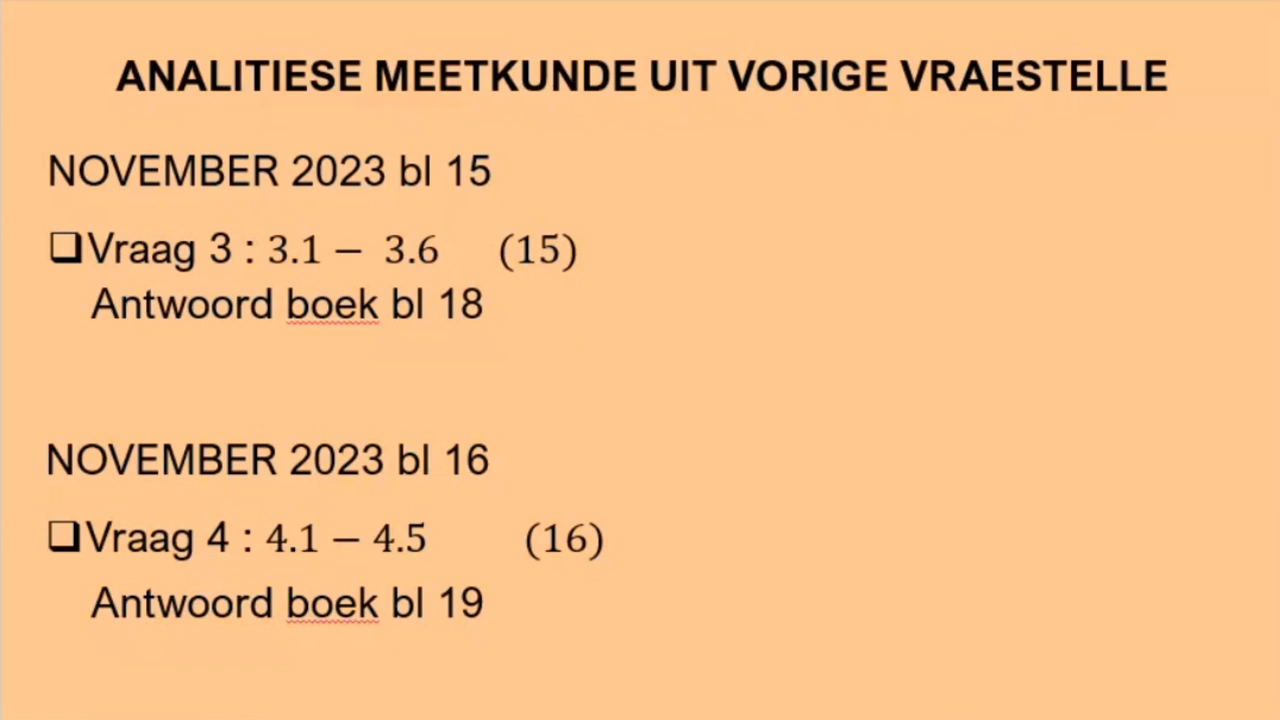 ANALITIESE MEETKUNDE UIT VORIGE VRAESTELLE
NOVEMBER 2023 bl 15
❑Vraag 3 : 3.1 – 3.6 (15)
Antwoord boek bl 18
NOVEMBER 2023 bl 16
❑Vraag 4 : 4.1 – 4.5 (16)
Antwoord boek bl 19